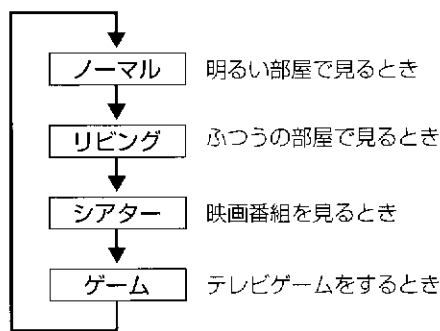 ノーマル 明るい部屋で見るとき
リビング ふつうの部屋で見るとき
シアター 映画番組を見るとき
ゲーム テレビゲームをするとき